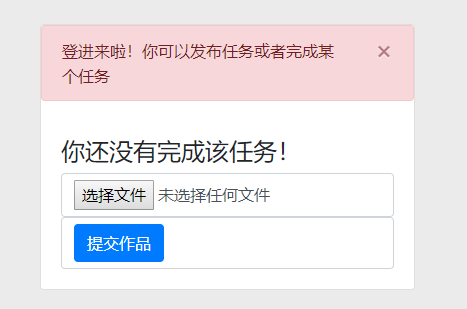 登进来啦！你可以发布任务或者完成某
个任务
×
你还没有完成该任务！
选择文件 未选择任何文件
提交作品